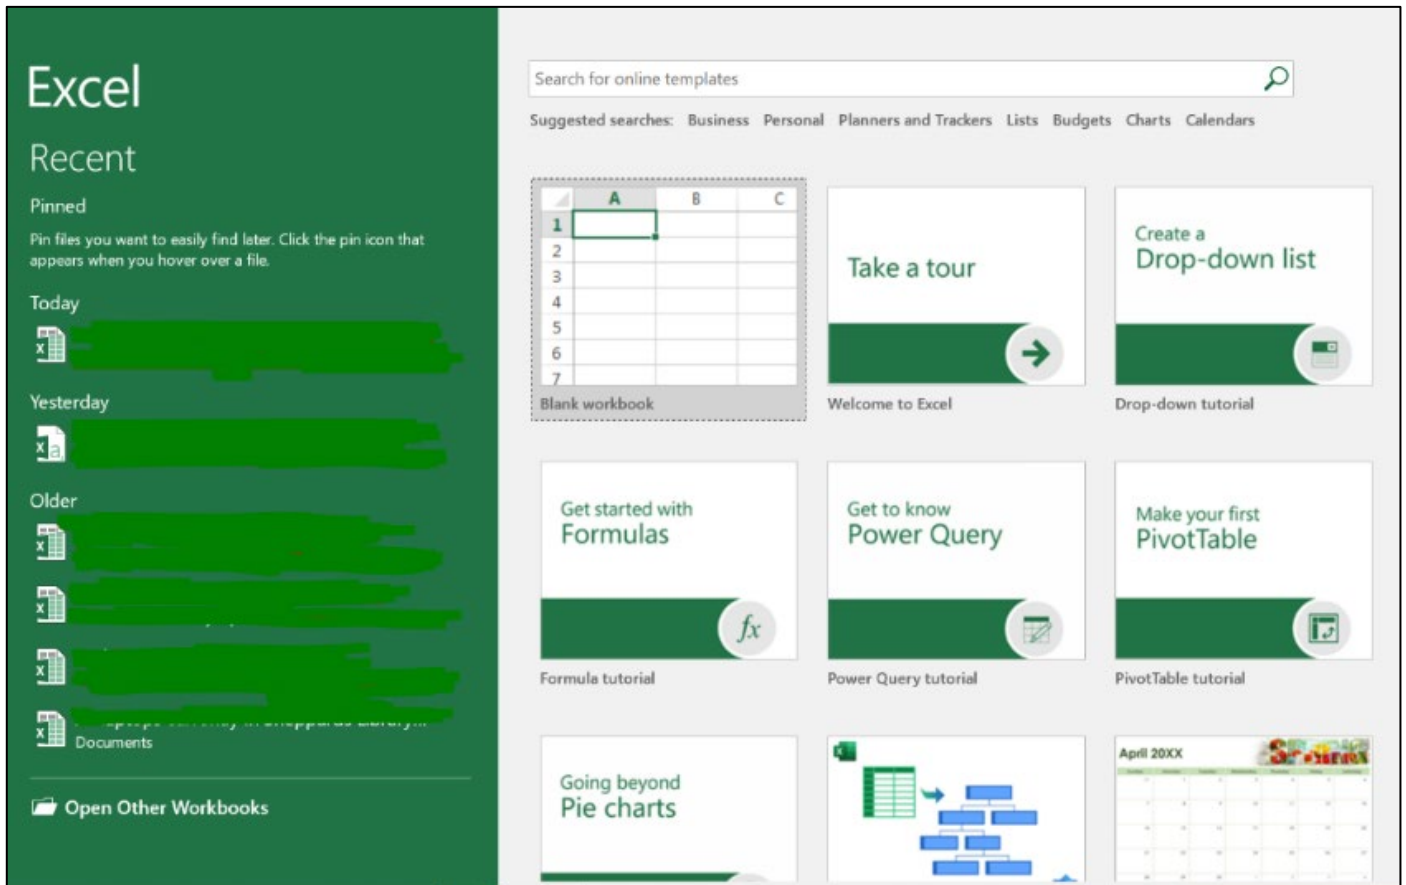 Excel
Recent
Pinned
Pin files you want to easily find later. Click the pin icon that
appears when you hover over a file.
Today
Yesterday
Older
Documents
Open Other Workbooks
Search for online templates
Suggested searches: Business Personal Planners and Trackers Lists Budgets Charts Calendars
A B C
1
2
3
4
5
6
7
Blank workbook
Take a tour
Welcome to Excel
Create a
Drop-down list
Drop-down tutorial
Get started with
Formulas
fx
Formula tutorial
Get to know
Power Query
Power Query tutorial
Make your first
PivotTable
PivotTable tutorial
Going beyond
Pie charts
April 20XX